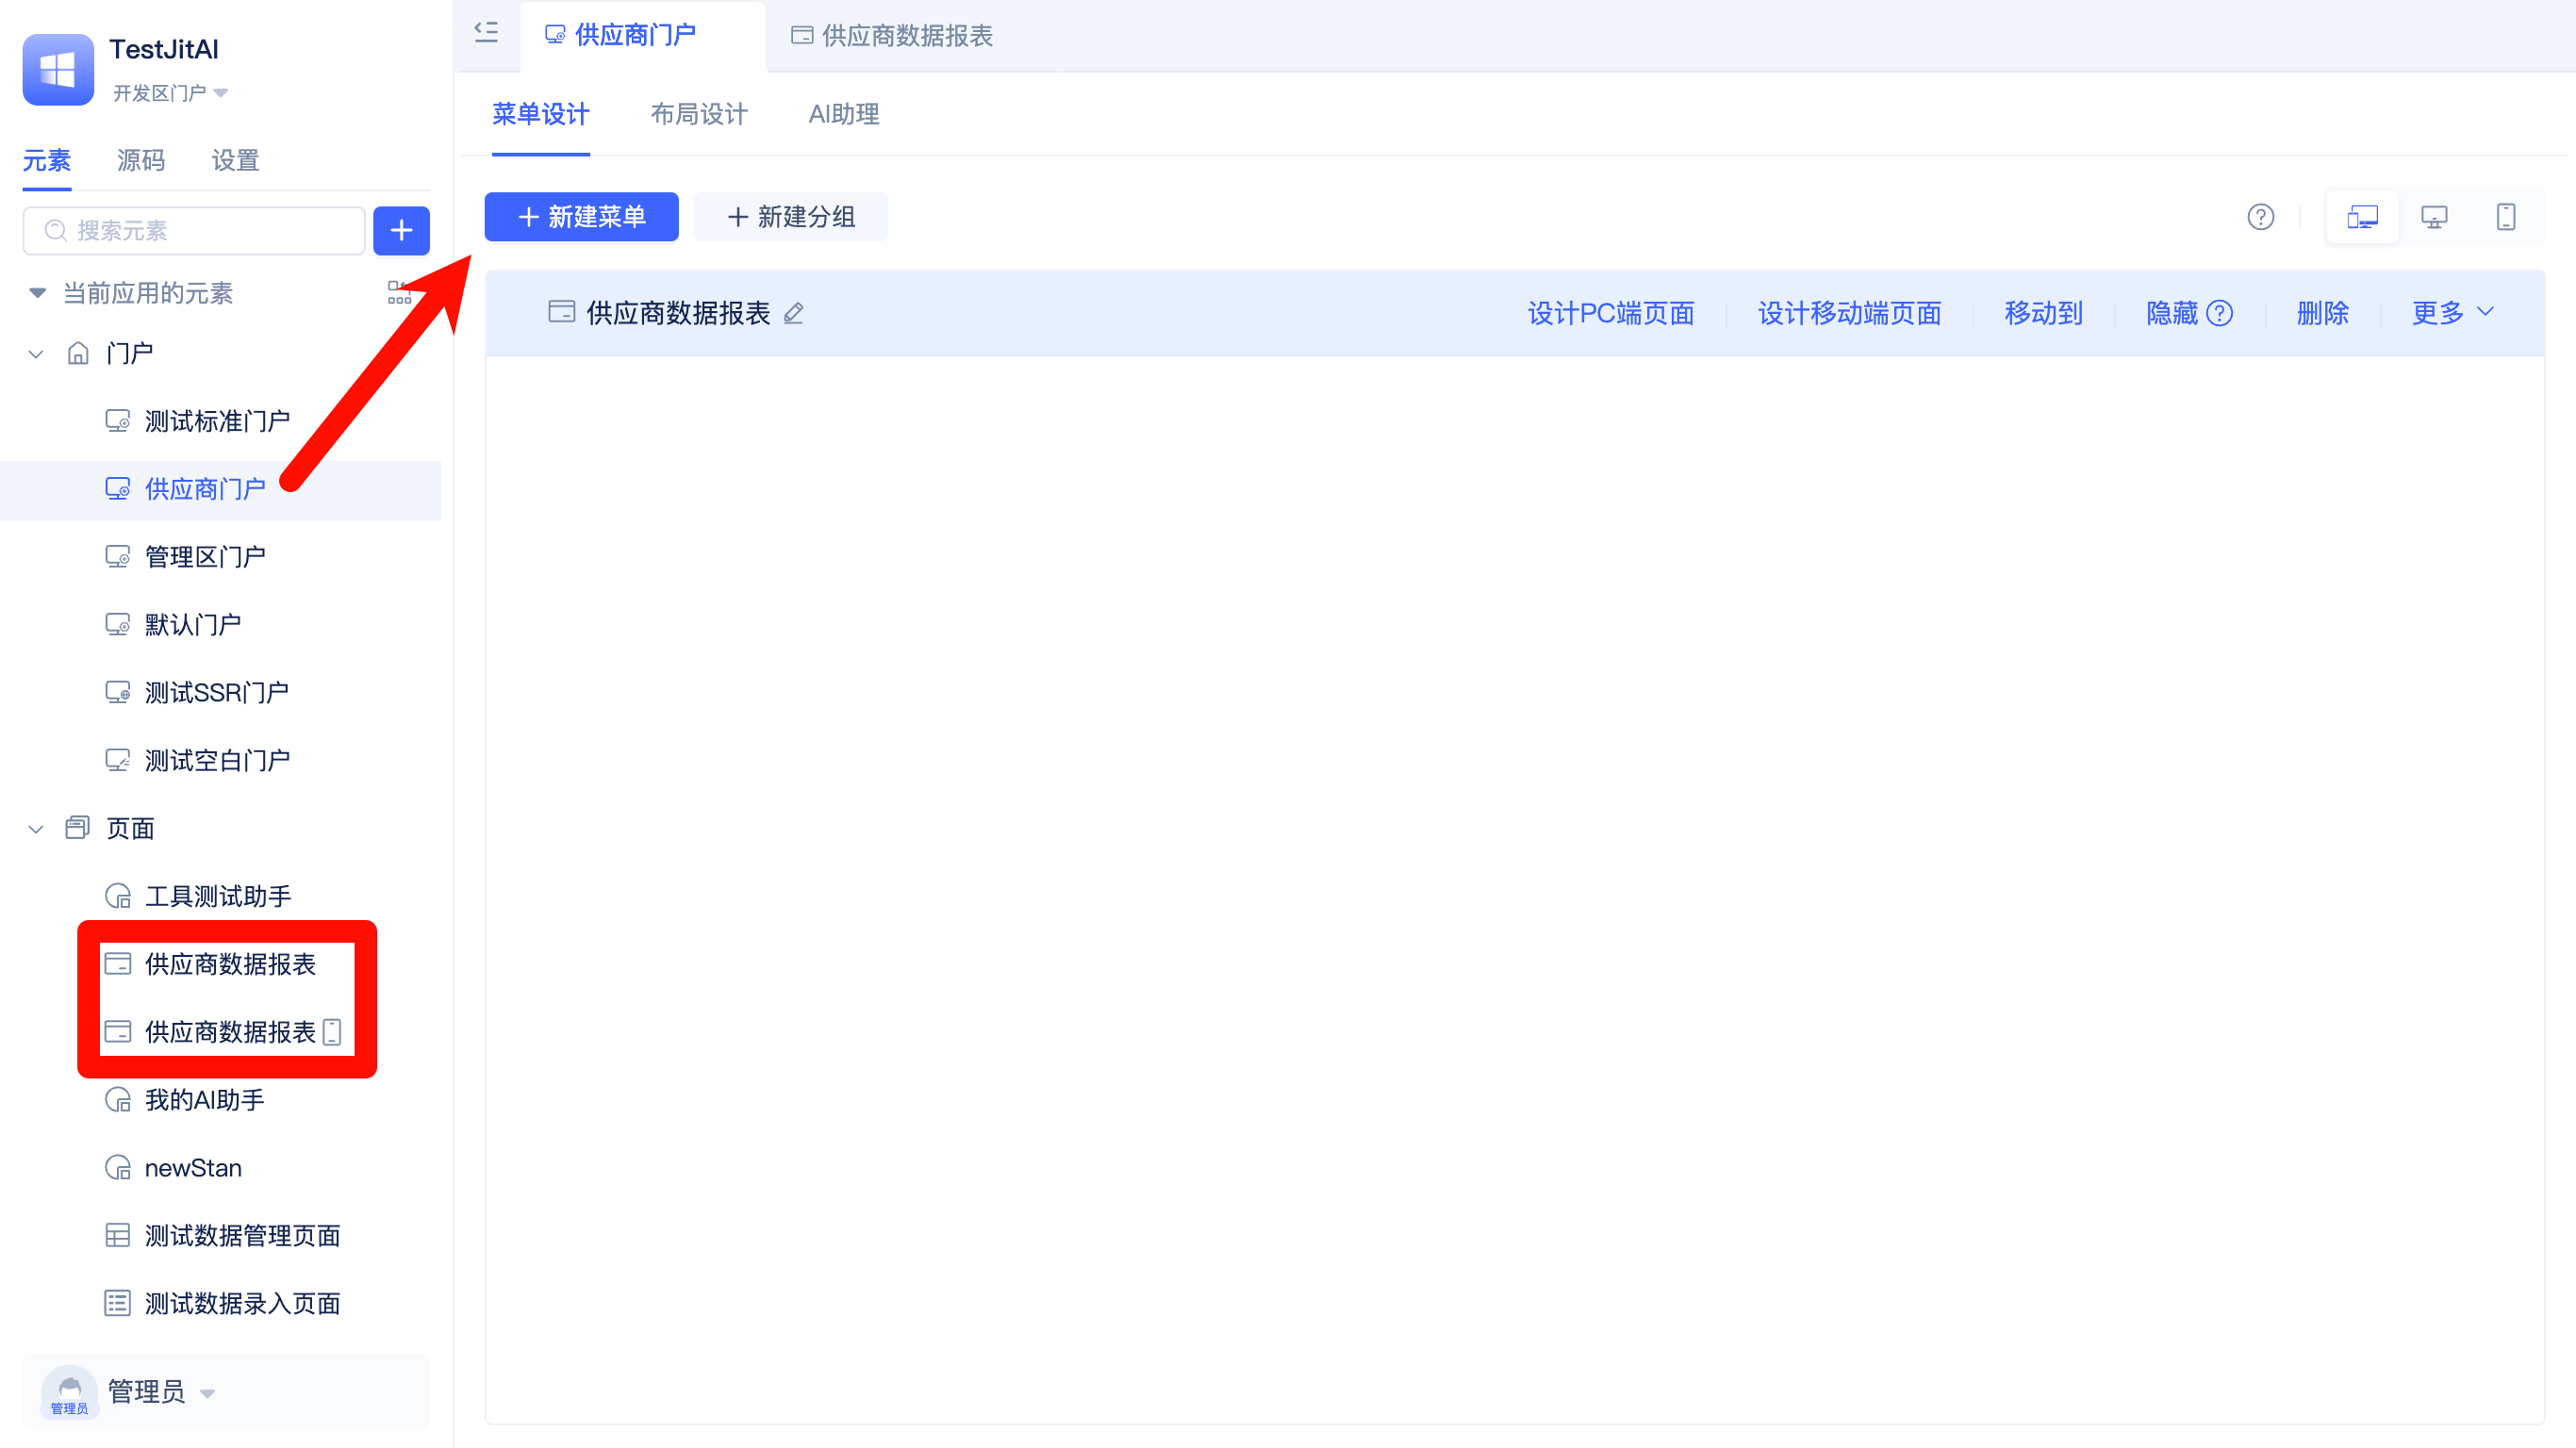 TestJitAI
开发区门户
元素 源码 设置
搜索元素
当前应用的元素
门户
测试标准门户
供应商门户
管理区门户
默认门户
测试SSR门户
测试空白门户
页面
工具测试助手
供应商数据报表
供应商数据报表
我的AI助手
newStan
测试数据管理页面
测试数据录入页面
管理员
管理员
供应商门户 供应商数据报表
菜单设计 布局设计 AI助理
新建菜单 新建分组
供应商数据报表 设计PC端页面 设计移动端页面 移动到 隐藏 删除 更多